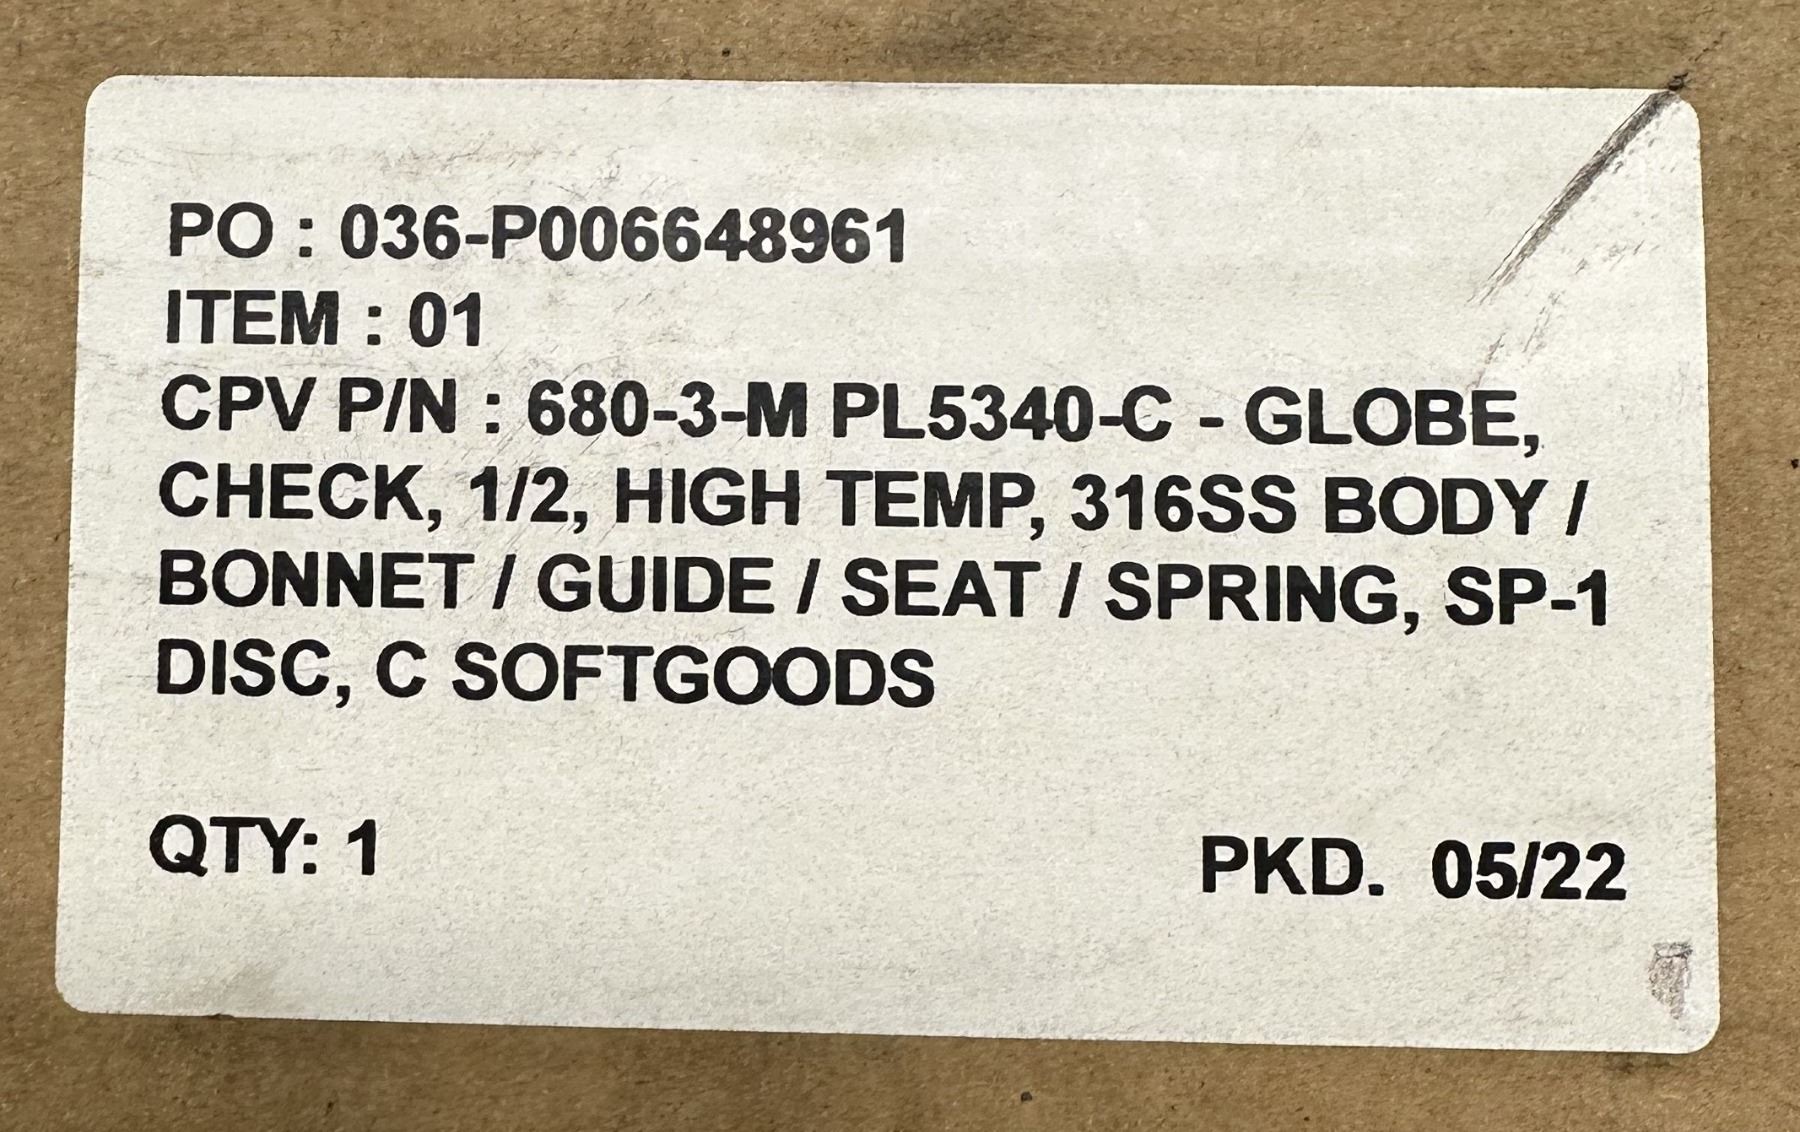 PO : 036-P006648961
ITEM : 01
CPV P/N : 680-3-M PL5340-C - GLOBE,
CHECK, 1/2, HIGH TEMP, 316SS BODY /
BONNET / GUIDE / SEAT / SPRING, SP-1
DISC, C SOFTGOODS
QTY: 1
PKD. 05/22